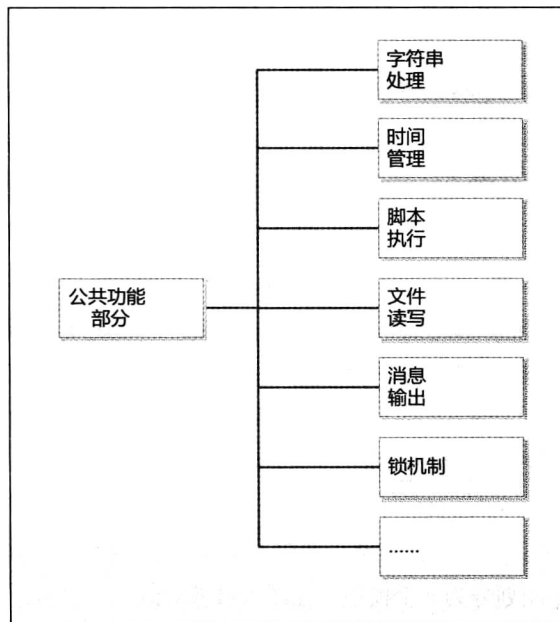 字符串
处理
时间
管理
脚本
执行
公共功能
部分
文件
读写
消息
输出
锁机制
......